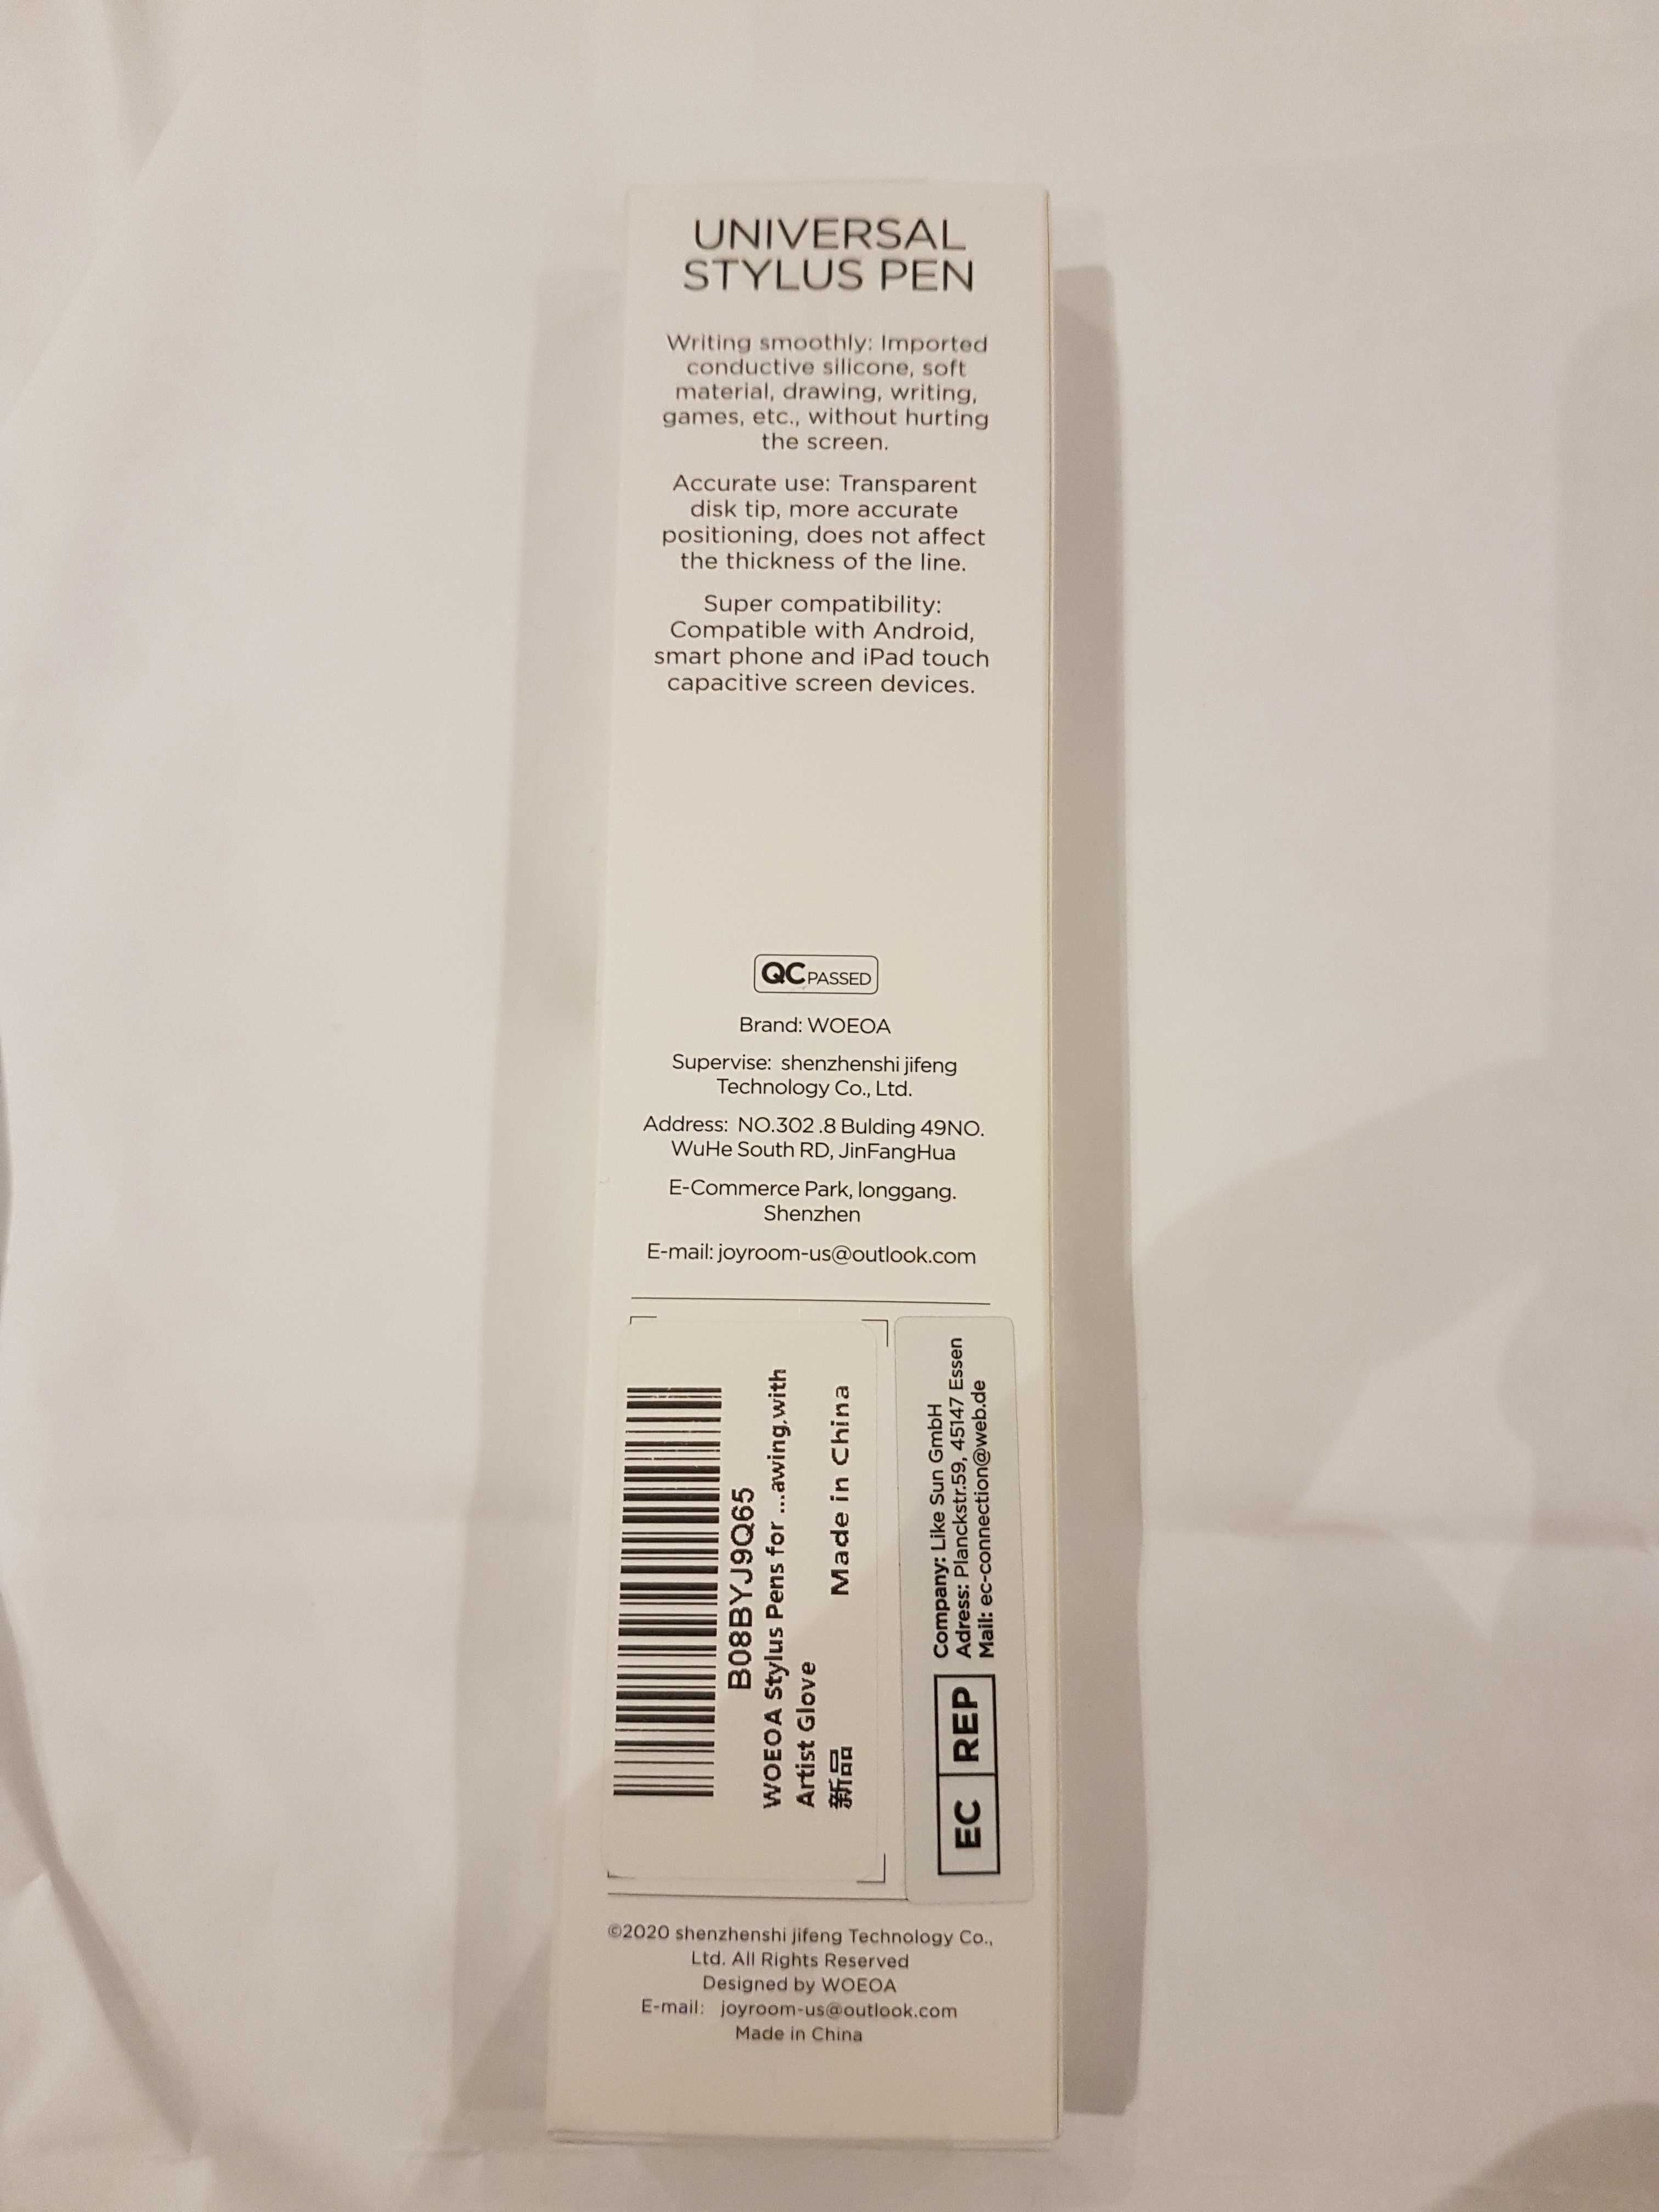 UNIVERSAL
STYLUS PEN
Writing smoothly: Imported
conductive silicone, soft
material, drawing, writing,
games, etc., without hurting
the screen.
Accurate use: Transparent
disk tip, more accurate
positioning, does not affect
the thickness of the line.
Super compatibility:
Compatible with Android,
smart phone and iPad touch
capacitive screen devices.
QC PASSED
Brand: WOEOA
Supervise: shenzhenshi jifeng
Technology Co., Ltd.
Address: NO.302 .8 Bulding 49NO.
WuHe South RD, JinFangHua
E-Commerce Park, longgang.
Shenzhen
E-mail: joyroom-us@outlook.com
B08BYJ9Q65
WOEOA Stylus Pens for ...awing.with
Artist Glove
新品 Made in China
EC REP
Company: Like Sun GmbH
Adress: Planckstr.59, 45147 Essen
Mail: ec-connection@web.de
©2020 shenzhenshi jifeng Technology Co.,
Ltd. All Rights Reserved
Designed by WOEOA
E-mail: joyroom-us@outlook.com
Made in China